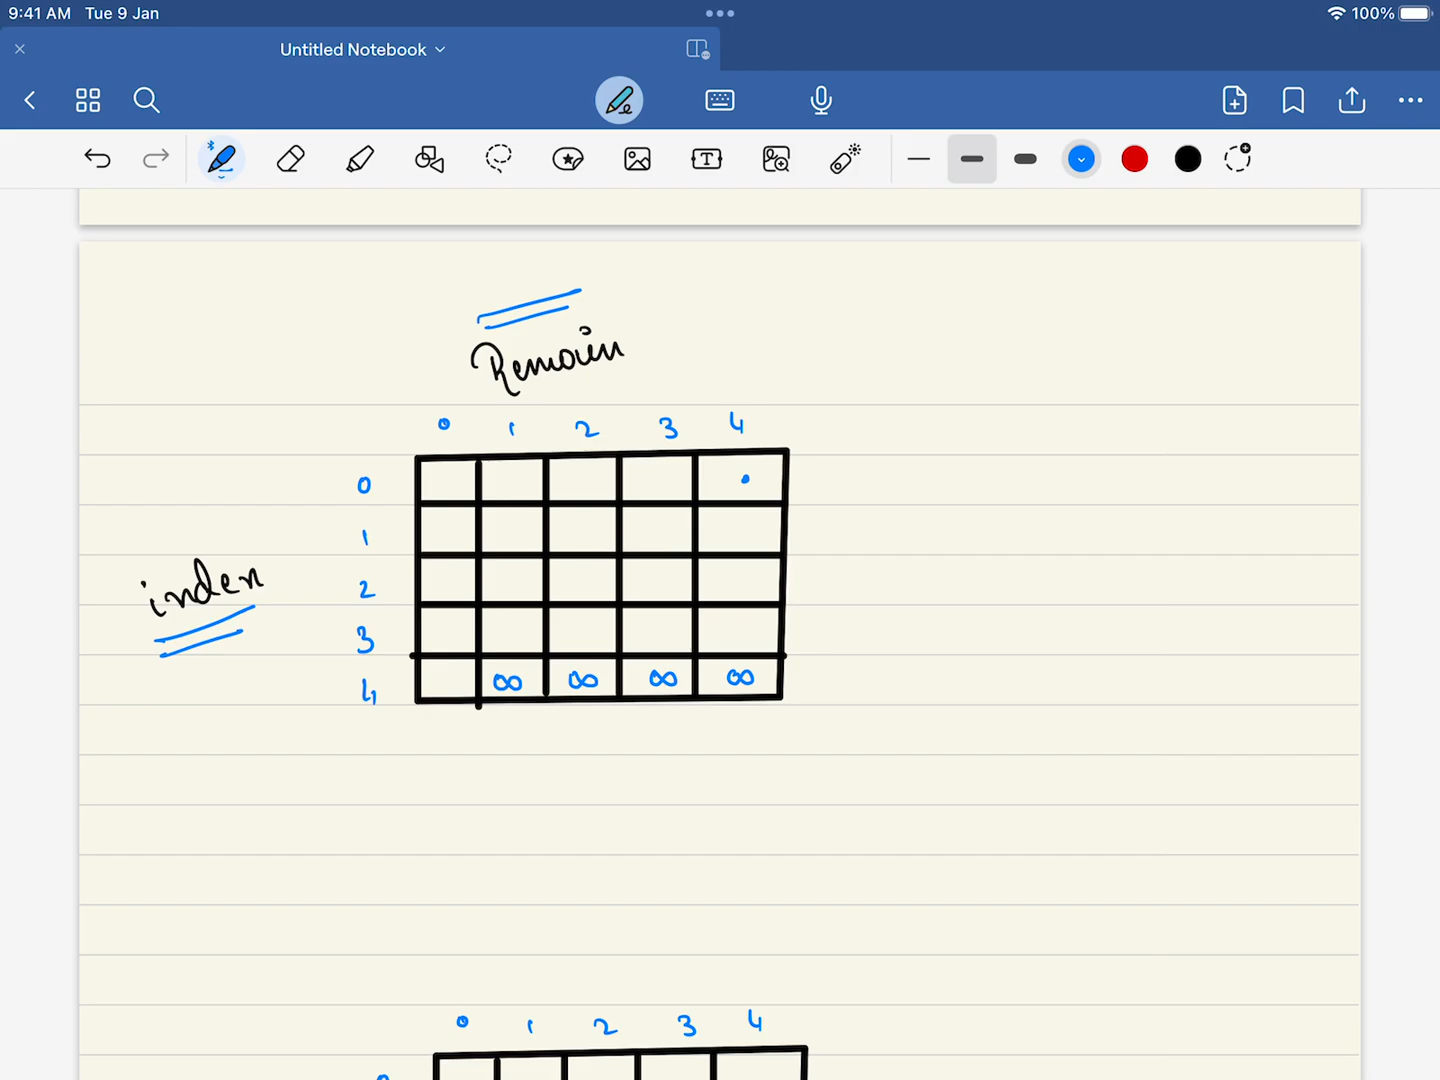 9:41 AM Tue 9 Jan
100%
Untitled Notebook
Remain
0 1 2 3 4
0
1
index
2
3
4 ∞ ∞ ∞ ∞
0 1 2 3 4